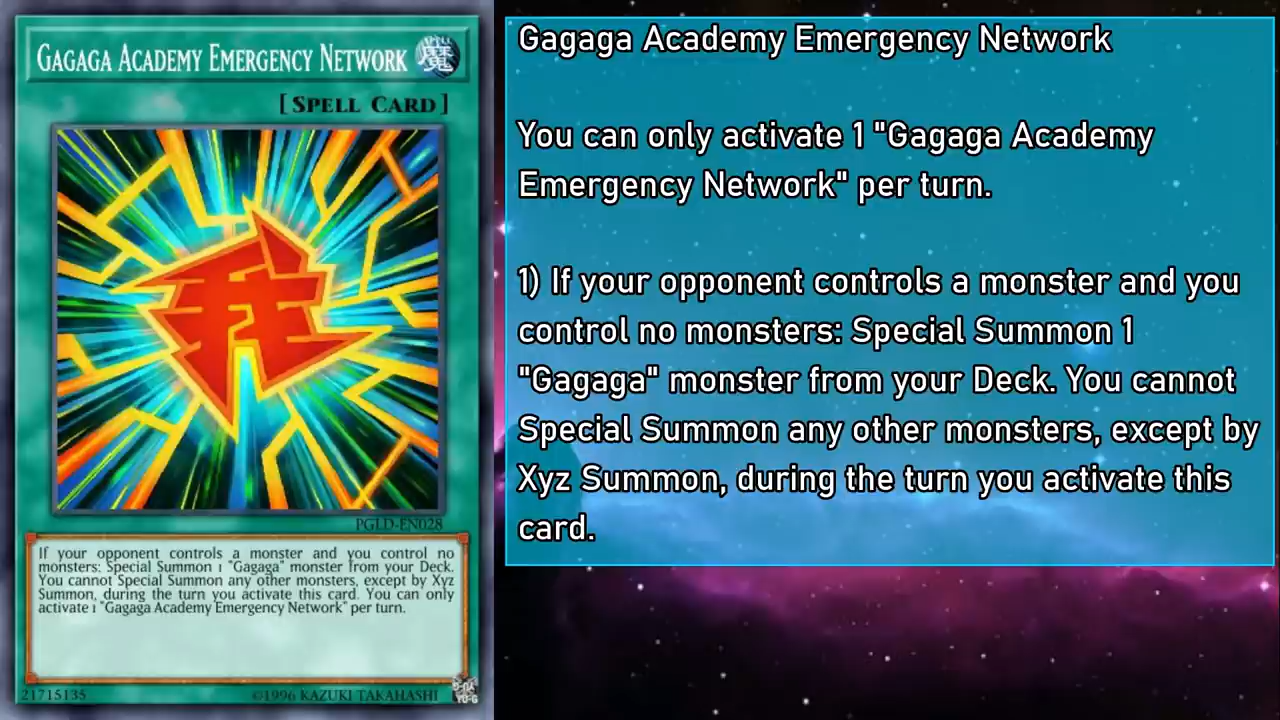 GAGAGA ACADEMY EMERGENCY NETWORK
SPELL
魔
[ SPELL CARD ]
PGLD-EN028
If your opponent controls a monster and you control no
monsters: Special Summon 1 "Gagaga" monster from your Deck.
You cannot Special Summon any other monsters, except by Xyz
Summon, during the turn you activate this card. You can only
activate 1 "Gagaga Academy Emergency Network" per turn.
21715135
©1996 KAZUKI TAKAHASHI
Gagaga Academy Emergency Network
You can only activate 1 "Gagaga Academy
Emergency Network" per turn.
1) If your opponent controls a monster and you
control no monsters: Special Summon 1
"Gagaga" monster from your Deck. You cannot
Special Summon any other monsters, except by
Xyz Summon, during the turn you activate this
card.